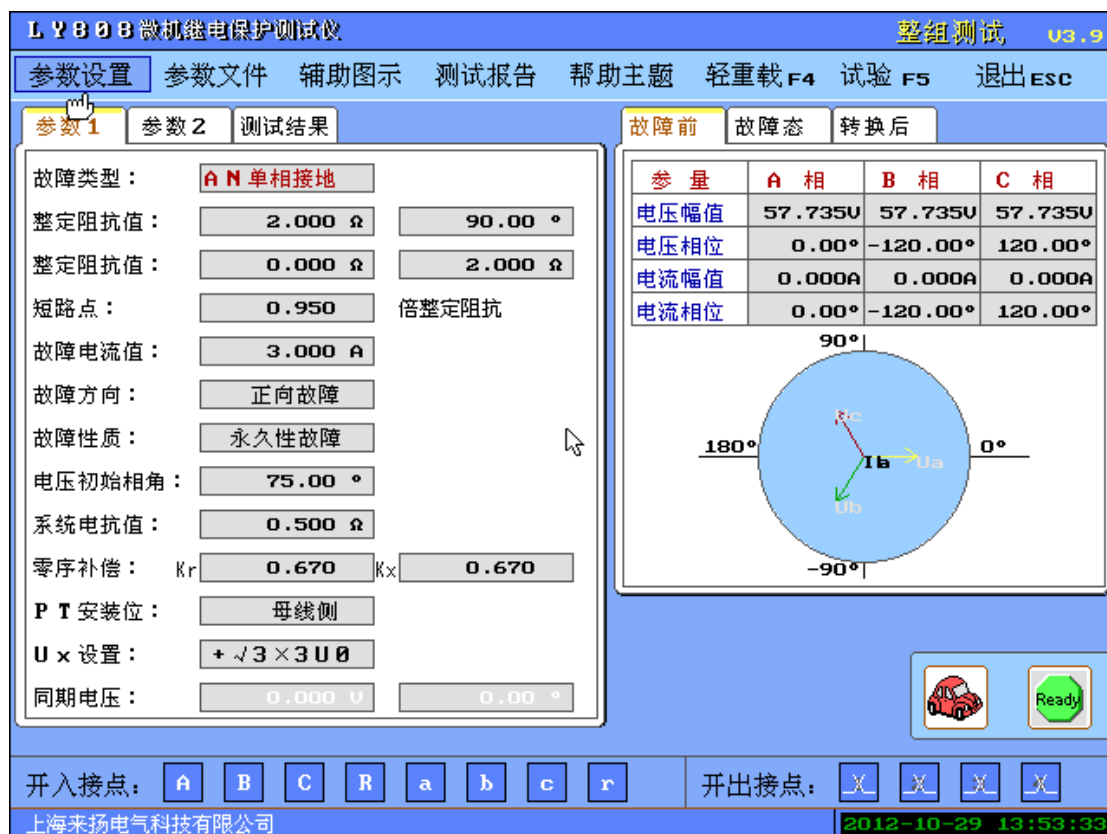 LY808微机继电保护测试仪 整组测试 V3.9
参数设置 参数文件 辅助图示 测试报告 帮助主题 轻重载F4 试验 F5 退出ESC
参数1 参数2 测试结果
故障类型： AN单相接地
整定阻抗值： 2.000 Ω 90.00 °
整定阻抗值： 0.000 Ω 2.000 Ω
短路点： 0.950 倍整定阻抗
故障电流值： 3.000 A
故障方向： 正向故障
故障性质： 永久性故障
电压初始相角： 75.00 °
系统电抗值： 0.500 Ω
零序补偿： Kr 0.670 Kx 0.670
PT安装位： 母线侧
Ux设置： +√3×3U0
同期电压： 0.000 V 0.00 °
故障前 故障态 转换后
参 量 A 相 B 相 C 相
电压幅值 57.735V 57.735V 57.735V
电压相位 0.00° -120.00° 120.00°
电流幅值 0.000A 0.000A 0.000A
电流相位 0.00° -120.00° 120.00°
90°
Uc
180° Ua 0°
Ub
-90°
Ready
开入接点： A B C R a b c r 开出接点： X X X X
上海来扬电气科技有限公司 2012-10-29 13:53:33